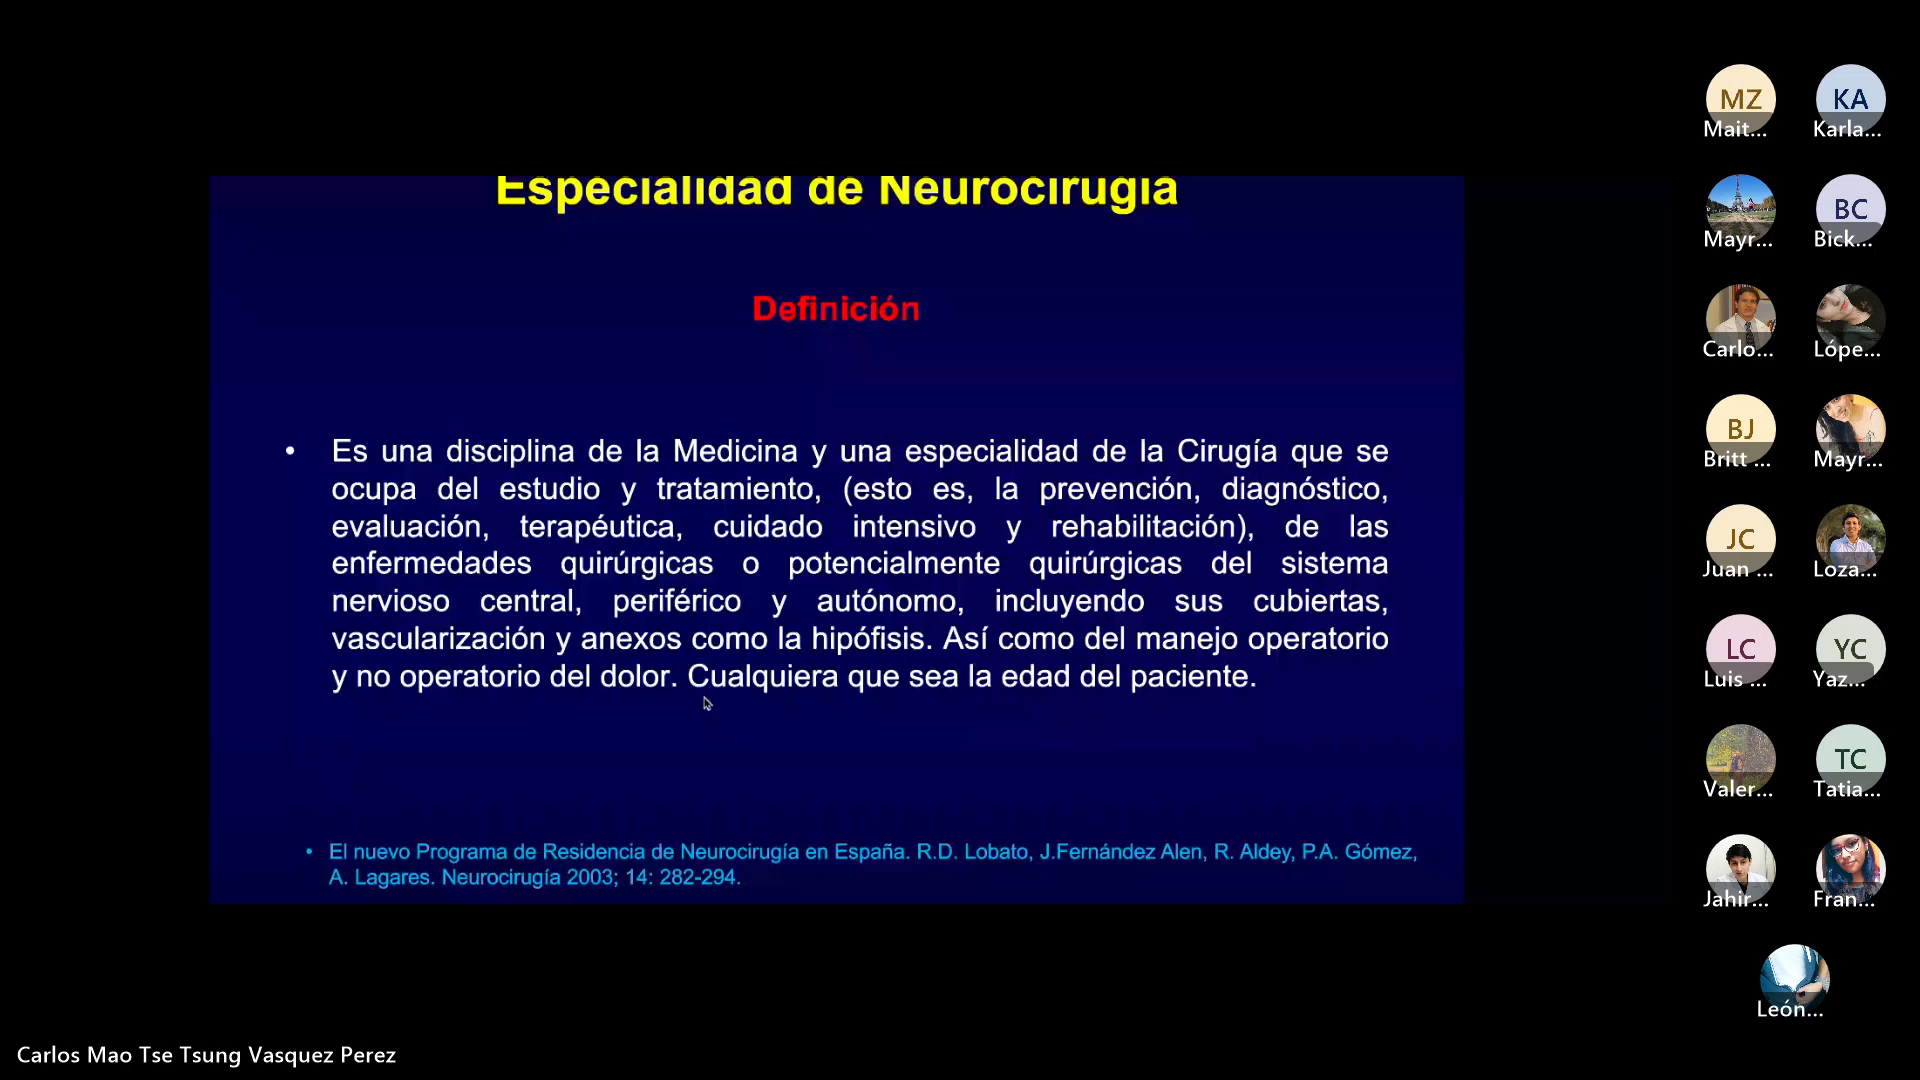 Especialidad de Neurocirugía
Definición
• Es una disciplina de la Medicina y una especialidad de la Cirugía que se
ocupa del estudio y tratamiento, (esto es, la prevención, diagnóstico,
evaluación, terapéutica, cuidado intensivo y rehabilitación), de las
enfermedades quirúrgicas o potencialmente quirúrgicas del sistema
nervioso central, periférico y autónomo, incluyendo sus cubiertas,
vascularización y anexos como la hipófisis. Así como del manejo operatorio
y no operatorio del dolor. Cualquiera que sea la edad del paciente.
• El nuevo Programa de Residencia de Neurocirugía en España. R.D. Lobato, J.Fernández Alen, R. Aldey, P.A. Gómez,
A. Lagares. Neurocirugía 2003; 14: 282-294.
MZ KA
Mait... Karla...
BC
Mayr... Bick...
Carlo... Lópe...
BJ
Britt ... Mayr...
JC
Juan ... Loza...
LC YC
Luis ... Yaz...
TC
Valer... Tatia...
Jahir... Fran...
León...
Carlos Mao Tse Tsung Vasquez Perez